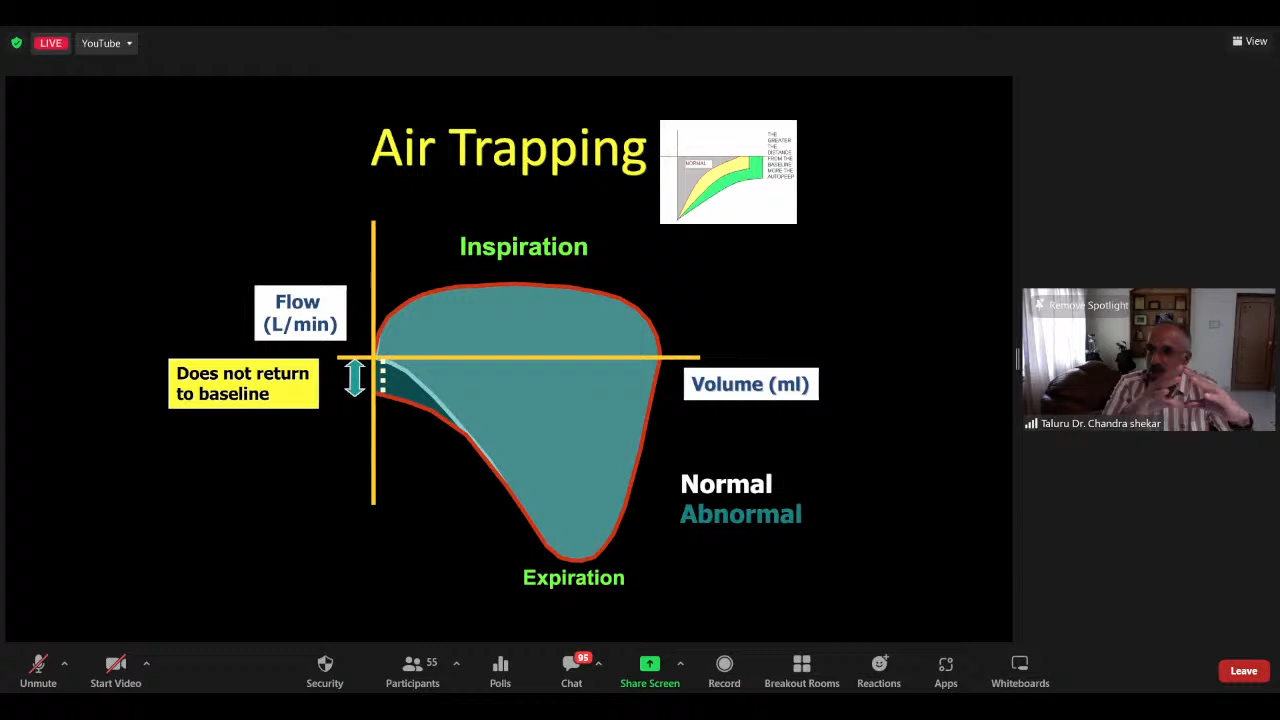 LIVE
YouTube
View
Air Trapping
NORMAL
THE
GREATER
THE
DISTANCE
FROM THE
BASELINE
MORE THE
AUTOPEEP
Inspiration
Flow
(L/min)
Does not return
to baseline
Volume (ml)
Normal
Abnormal
Expiration
Remove Spotlight
Taluru Dr. Chandra shekar
Unmute
Start Video
Security
55
Participants
Polls
95
Chat
Share Screen
Record
Breakout Rooms
Reactions
Apps
Whiteboards
Leave